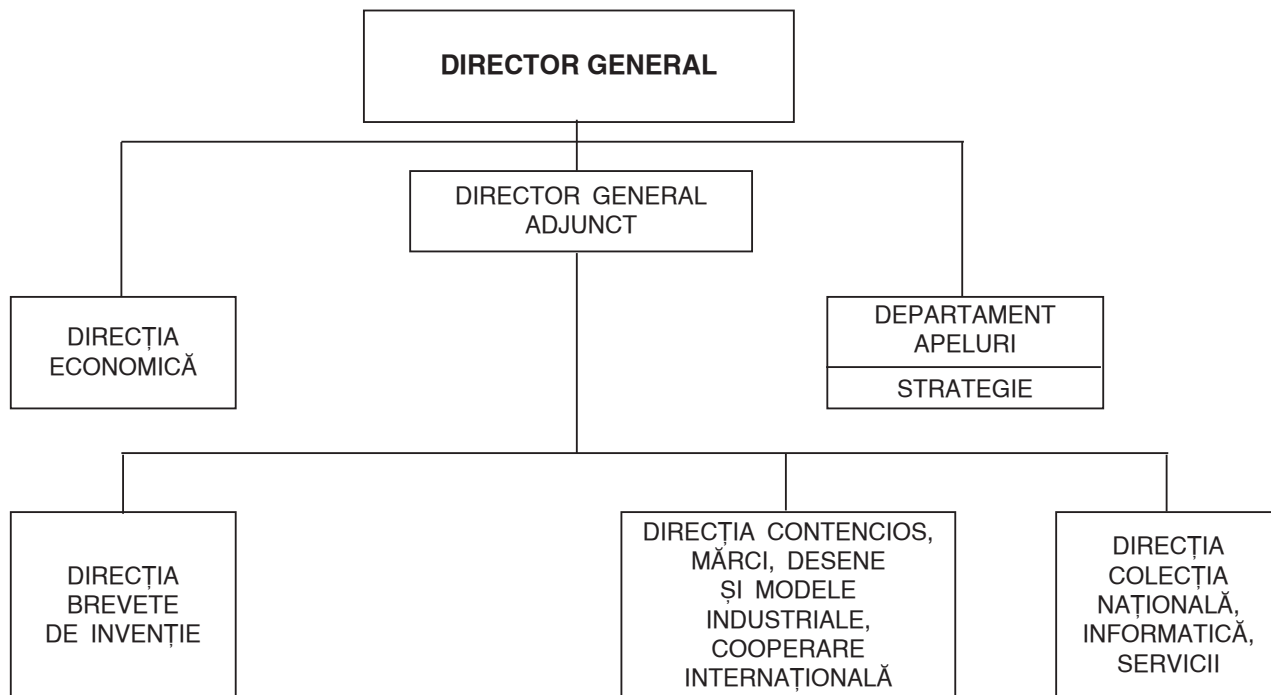 DIRECTOR GENERAL
DIRECTOR GENERAL
ADJUNCT
DIRECȚIA
ECONOMICĂ
DEPARTAMENT
APELURI
STRATEGIE
DIRECȚIA
BREVETE
DE INVENȚIE
DIRECȚIA CONTENCIOS,
MĂRCI, DESENE
ȘI MODELE
INDUSTRIALE,
COOPERARE
INTERNAȚIONALĂ
DIRECȚIA
COLECȚIA
NAȚIONALĂ,
INFORMATICĂ,
SERVICII